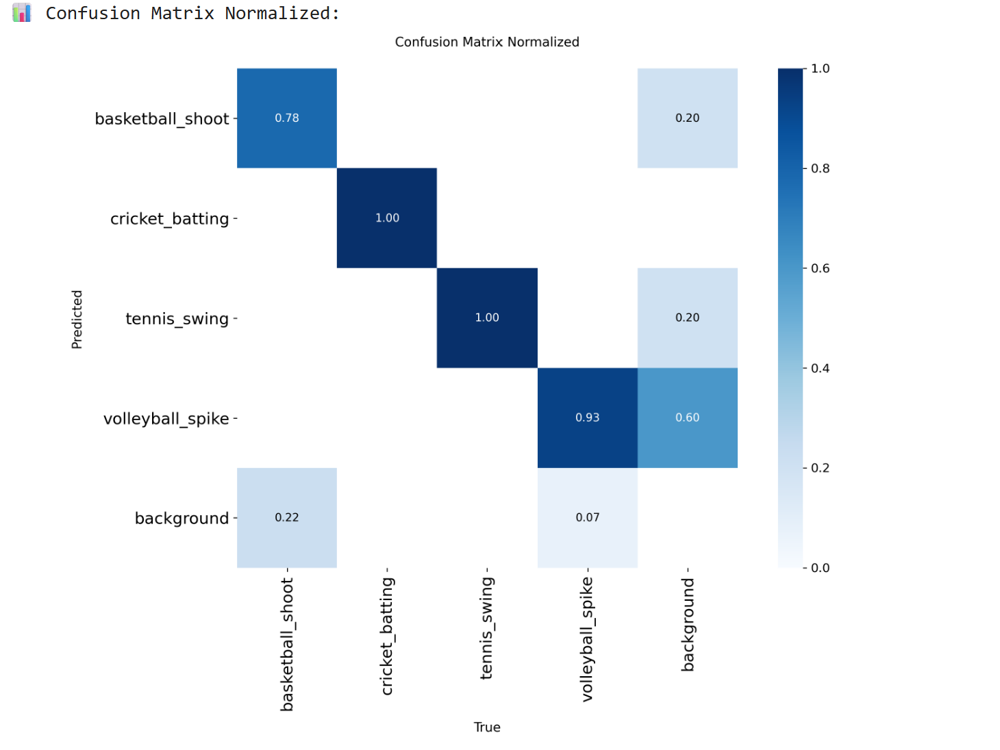 📊 Confusion Matrix Normalized:
Confusion Matrix Normalized
basketball_shoot 0.78 0.20
cricket_batting 1.00
tennis_swing 1.00 0.20
volleyball_spike 0.93 0.60
background 0.22 0.07
Predicted
basketball_shoot
cricket_batting
tennis_swing
volleyball_spike
background
True
1.0
0.8
0.6
0.4
0.2
0.0